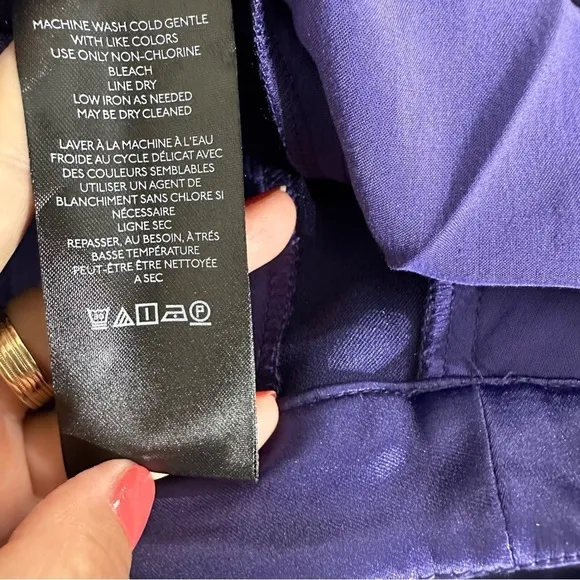 MACHINE WASH COLD GENTLE
WITH LIKE COLORS
USE ONLY NON-CHLORINE
BLEACH
LINE DRY
LOW IRON AS NEEDED
MAY BE DRY CLEANED
LAVER À LA MACHINE À L'EAU
FROIDE AU CYCLE DÉLICAT AVEC
DES COULEURS SEMBLABLES
UTILISER UN AGENT DE
BLANCHIMENT SANS CHLORE SI
NÉCESSAIRE
LIGNE SEC
REPASSER, AU BESOIN, À TRÉS
BASSE TEMPÉRATURE
PEUT-ÊTRE ÊTRE NETTOYÉE
A SEC
30 P